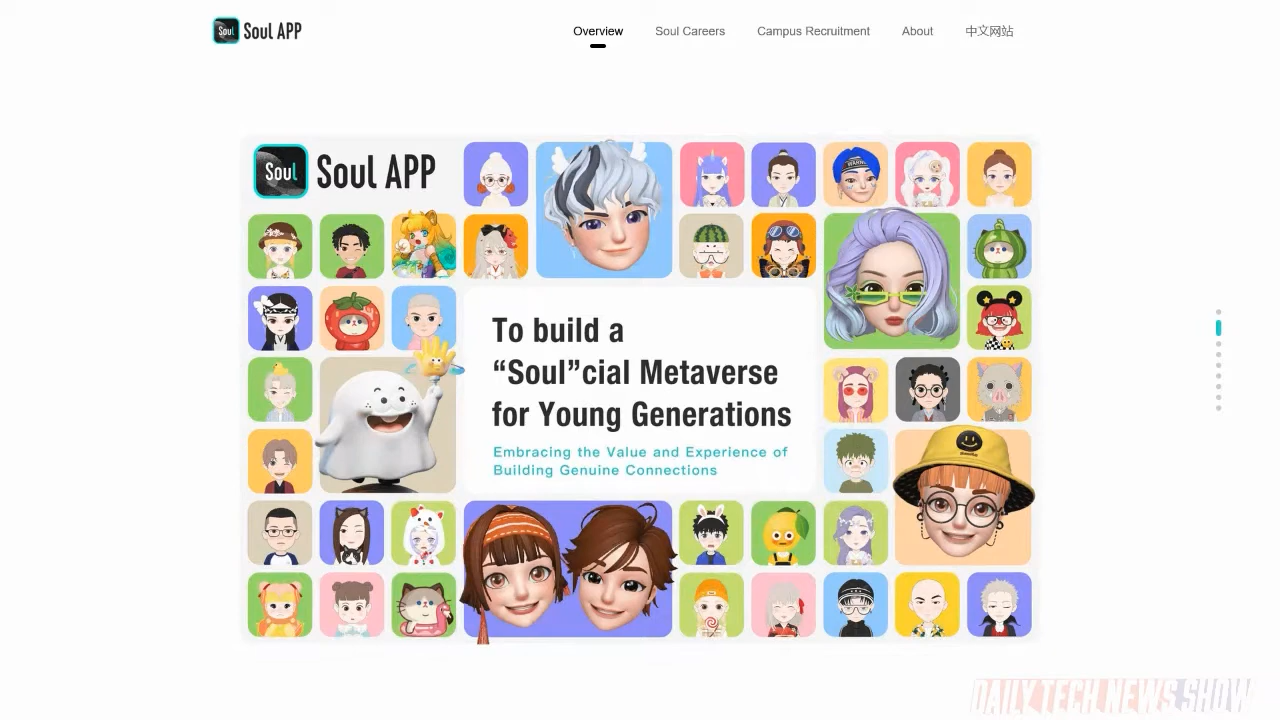 Soul Soul APP
Overview Soul Careers Campus Recruitment About 中文网站
Soul Soul APP
To build a
“Soul”cial Metaverse
for Young Generations
Embracing the Value and Experience of
Building Genuine Connections
DAILY TECH NEWS SHOW